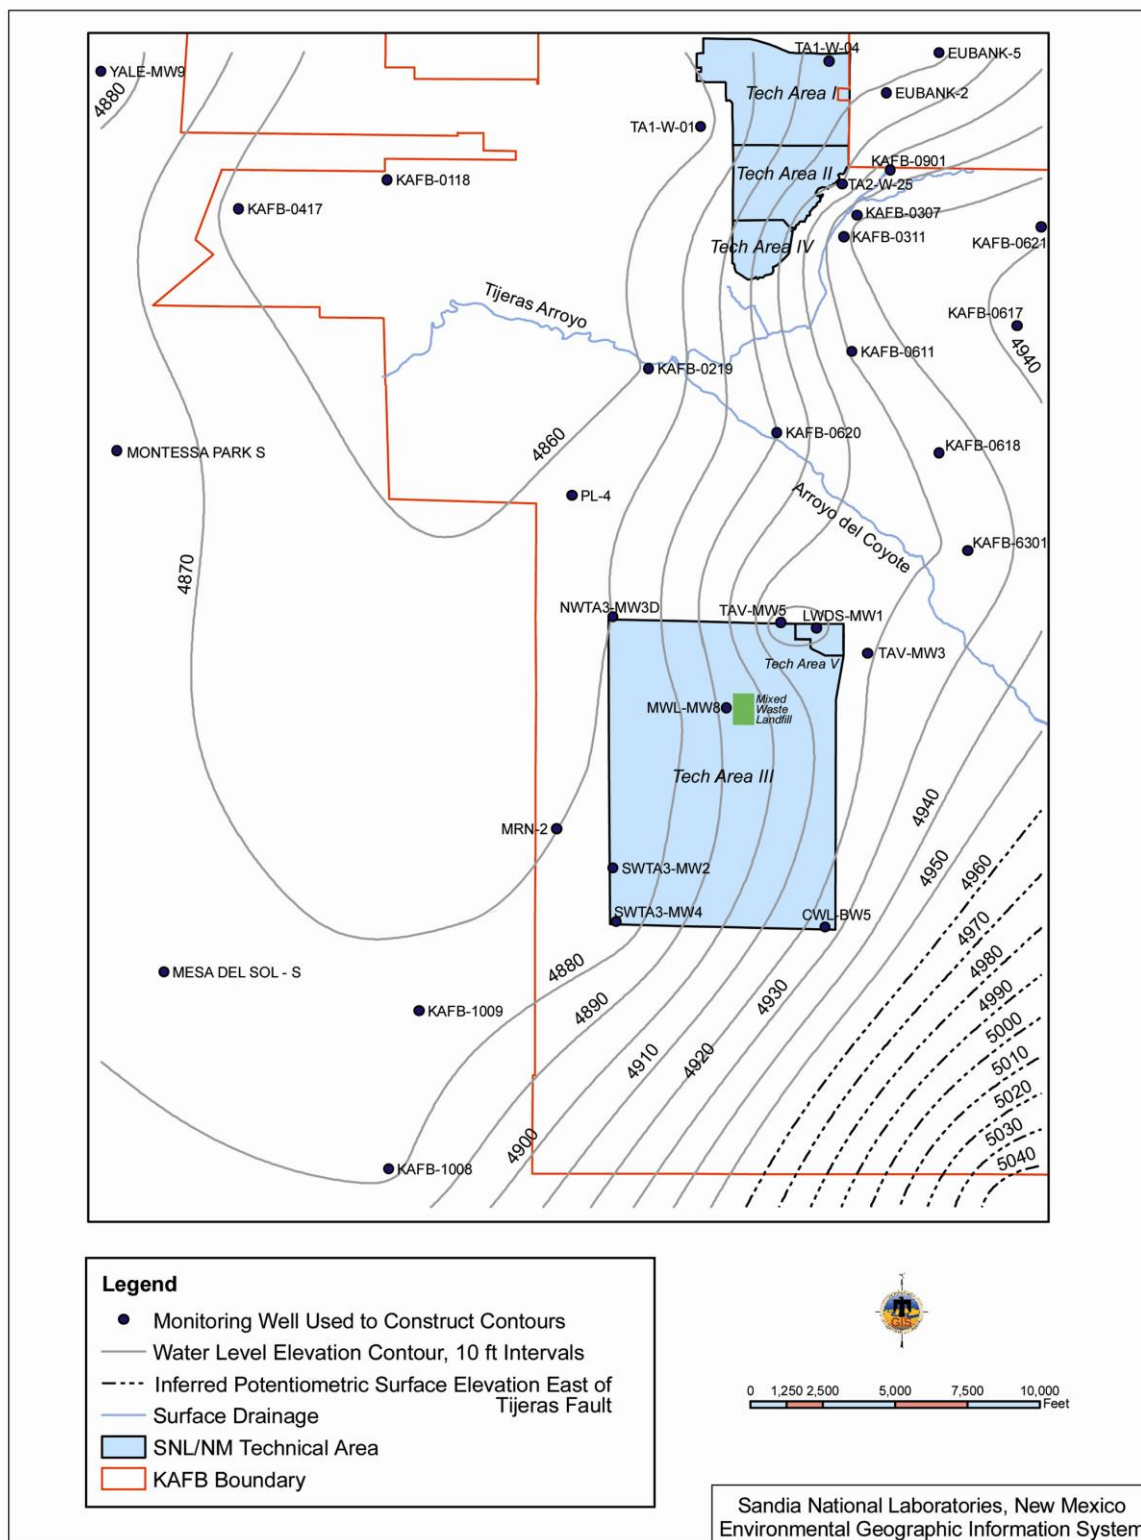 TA1-W-04
EUBANK-5
YALE-MW9
4880
Tech Area I
EUBANK-2
TA1-W-01
Tech Area II
KAFB-0901
KAFB-0118
TA2-W-25
KAFB-0417
KAFB-0307
Tech Area IV
KAFB-0311
KAFB-0621
Tijeras Arroyo
KAFB-0617
4940
KAFB-0611
KAFB-0219
4860
KAFB-0620
MONTESSA PARK S
KAFB-0618
PL-4
Arroyo del Coyote
KAFB-6301
4870
NWTA3-MW3D
TAV-MW5
LWDS-MW1
Tech Area V
TAV-MW3
MWL-MW8
Mixed
Waste
Landfill
Tech Area III
MRN-2
4940
4950
4960
SWTA3-MW2
SWTA3-MW4
CWL-BW5
4970
4880
4980
MESA DEL SOL - S
4890
4930
4990
KAFB-1009
5000
4910
4920
5010
5020
4900
5030
5040
KAFB-1008
Legend
Monitoring Well Used to Construct Contours
Water Level Elevation Contour, 10 ft Intervals
Inferred Potentiometric Surface Elevation East of
Tijeras Fault
Surface Drainage
SNL/NM Technical Area
KAFB Boundary
GIS
0 1,250 2,500 5,000 7,500 10,000
Feet
Sandia National Laboratories, New Mexico
Environmental Geographic Information System